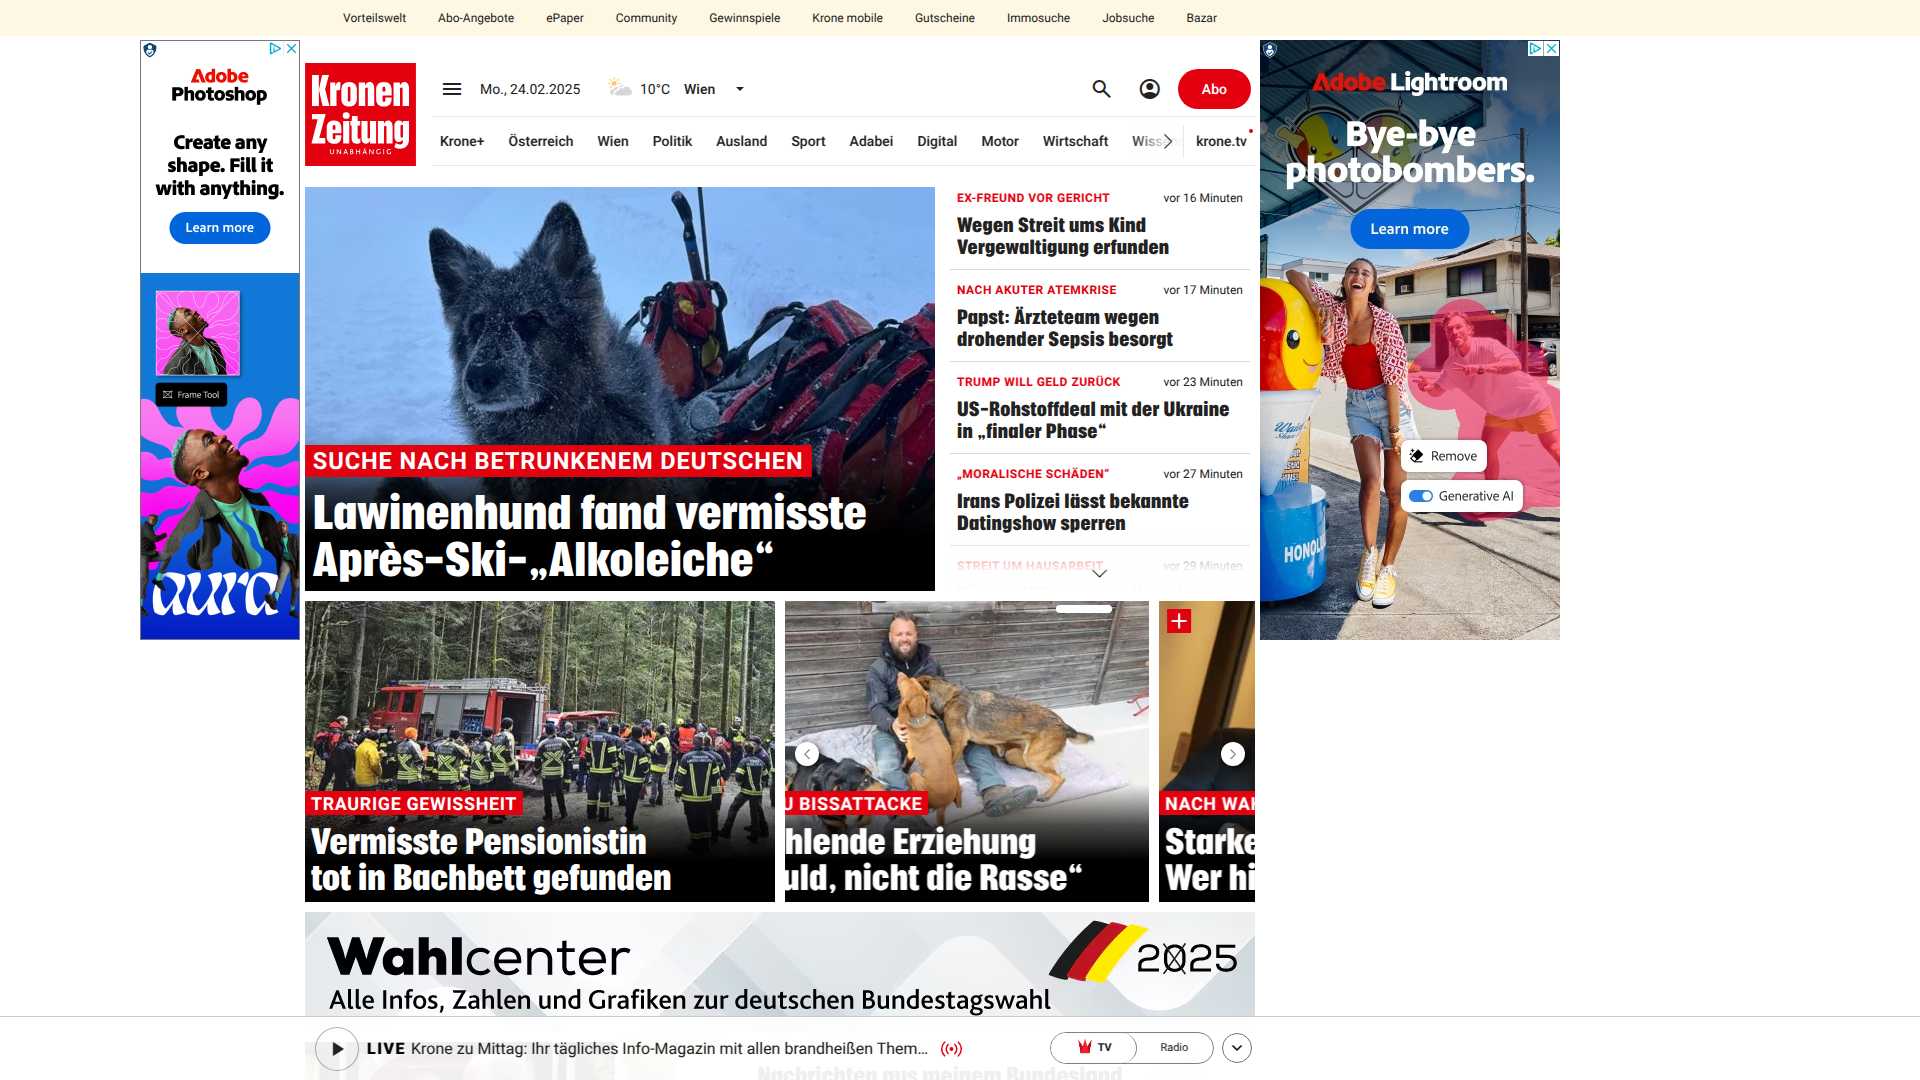 Vorteilswelt
Abo-Angebote
ePaper
Community
Gewinnspiele
Krone mobile
Gutscheine
Immosuche
Jobsuche
Bazar
Adobe
Photoshop
Create any
shape. Fill it
with anything.
Learn more
Frame Tool
aura
Kronen
Zeitung
UNABHÄNGIG
Mo., 24.02.2025
10°C Wien
Abo
Krone+
Österreich
Wien
Politik
Ausland
Sport
Adabei
Digital
Motor
Wirtschaft
Wiss
krone.tv
SUCHE NACH BETRUNKENEM DEUTSCHEN
Lawinenhund fand vermisste
Après-Ski-„Alkoleiche“
EX-FREUND VOR GERICHT vor 16 Minuten
Wegen Streit ums Kind
Vergewaltigung erfunden
NACH AKUTER ATEMKRISE vor 17 Minuten
Papst: Ärzteteam wegen
drohender Sepsis besorgt
TRUMP WILL GELD ZURÜCK vor 23 Minuten
US-Rohstoffdeal mit der Ukraine
in „finaler Phase“
„MORALISCHE SCHÄDEN“ vor 27 Minuten
Irans Polizei lässt bekannte
Datingshow sperren
STREIT UM HAUSARBEIT vor 29 Minuten
Adobe Lightroom
Bye-bye
photobombers.
Learn more
Remove
Generative AI
HONOL
TRAURIGE GEWISSHEIT
Vermisste Pensionistin
tot in Bachbett gefunden
U BISSATTACKE
hlende Erziehung
uld, nicht die Rasse“
NACH WAH
Starke
Wer hi
Wahlcenter
2025
Alle Infos, Zahlen und Grafiken zur deutschen Bundestagswahl
LIVE Krone zu Mittag: Ihr tägliches Info-Magazin mit allen brandheißen Them...
TV
Radio
Nachrichten aus meinem Bundesland